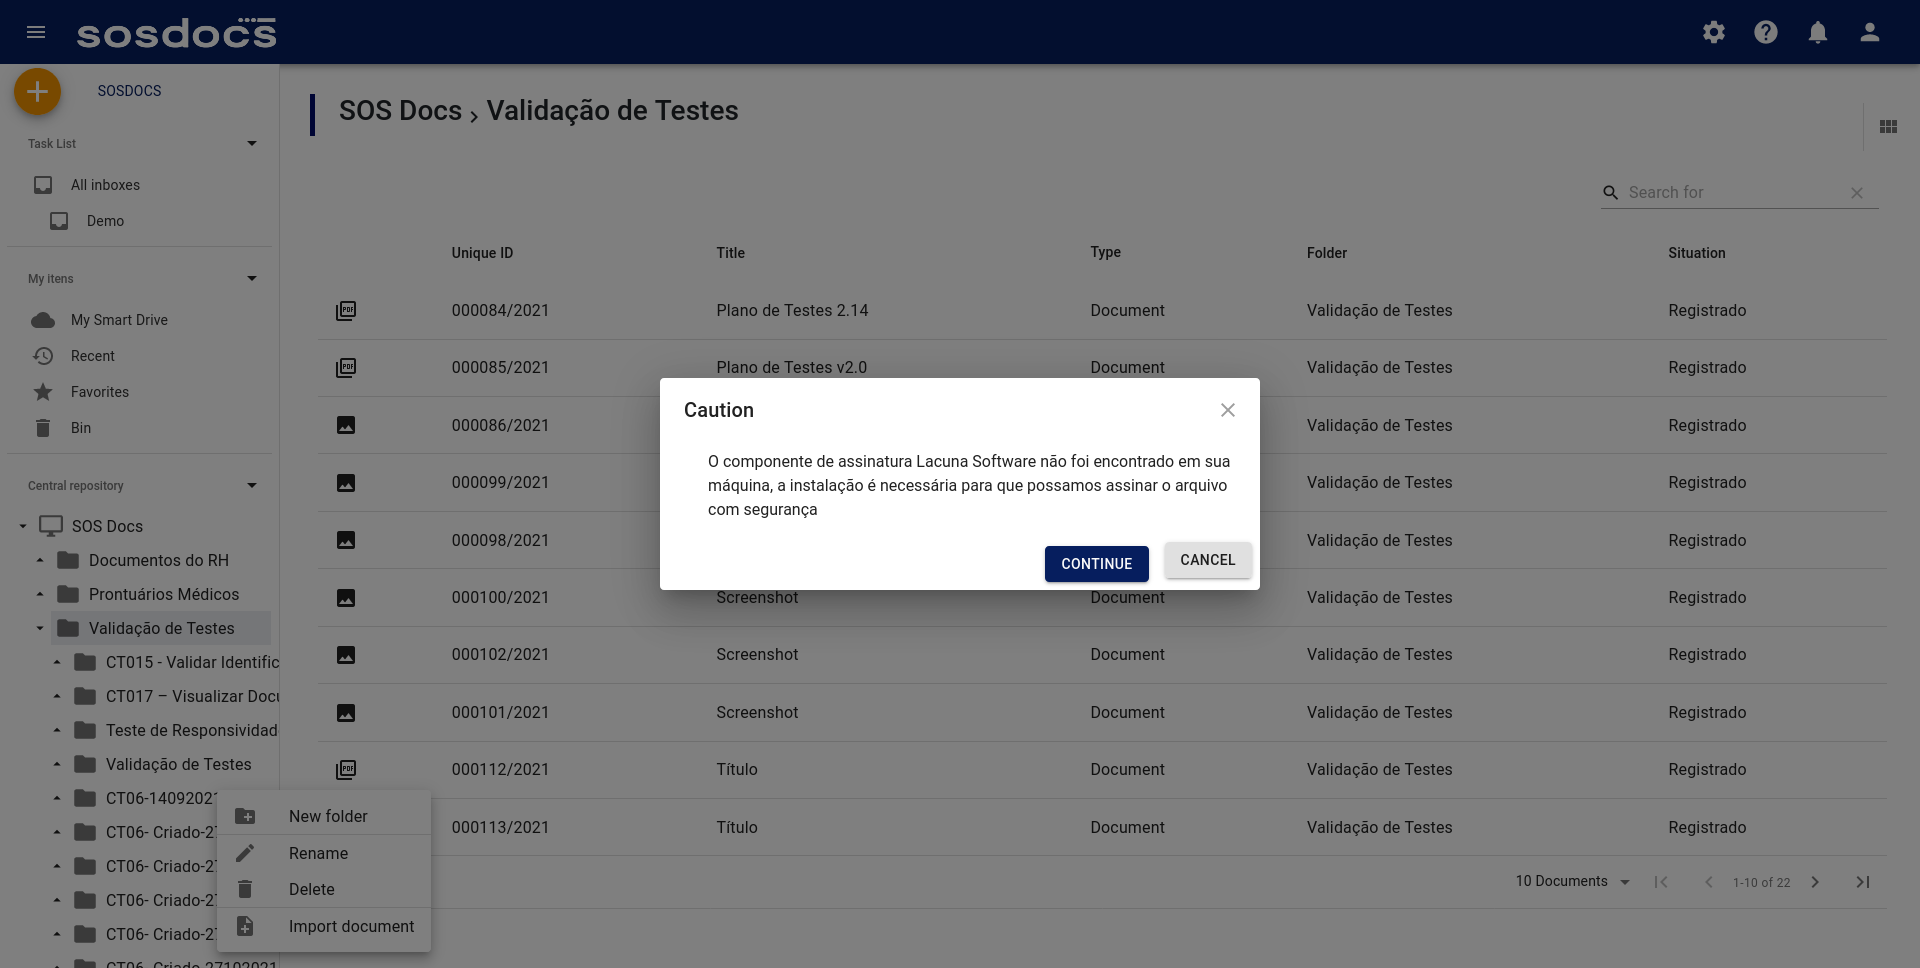 sosdocs
SOSDOCS
Task List
All inboxes
Demo
My itens
My Smart Drive
Recent
Favorites
Bin
Central repository
SOS Docs
Documentos do RH
Prontuários Médicos
Validação de Testes
CT015 - Validar Identific
CT017 – Visualizar Docu
Teste de Responsividad
Validação de Testes
CT06-1409202
CT06- Criado-27
CT06- Criado-27
CT06- Criado-27
CT06- Criado-27
CT06- Criado-27102021
New folder
Rename
Delete
Import document
SOS Docs › Validação de Testes
Search for
Unique ID Title Type Folder Situation
PDF 000084/2021 Plano de Testes 2.14 Document Validação de Testes Registrado
PDF 000085/2021 Plano de Testes v2.0 Document Validação de Testes Registrado
000086/2021 Validação de Testes Registrado
000099/2021 Validação de Testes Registrado
000098/2021 Validação de Testes Registrado
000100/2021 Screenshot Document Validação de Testes Registrado
000102/2021 Screenshot Document Validação de Testes Registrado
000101/2021 Screenshot Document Validação de Testes Registrado
PDF 000112/2021 Título Document Validação de Testes Registrado
000113/2021 Título Document Validação de Testes Registrado
10 Documents 1-10 of 22
Caution
O componente de assinatura Lacuna Software não foi encontrado em sua
máquina, a instalação é necessária para que possamos assinar o arquivo
com segurança
CONTINUE CANCEL